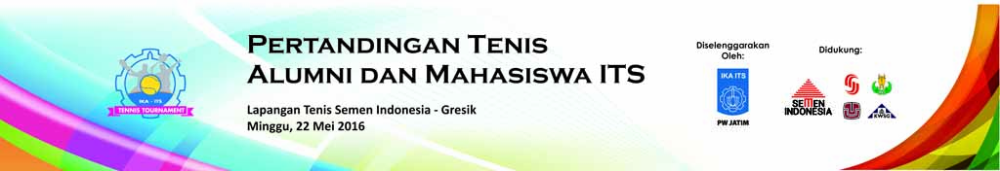 IKA - ITS
TENNIS TOURNAMENT
PERTANDINGAN TENIS
ALUMNI DAN MAHASISWA ITS
Lapangan Tenis Semen Indonesia - Gresik
Minggu, 22 Mei 2016
Diselenggarakan
Oleh:
IKA ITS
PW JATIM
Didukung:
SEMEN
INDONESIA
KWSG